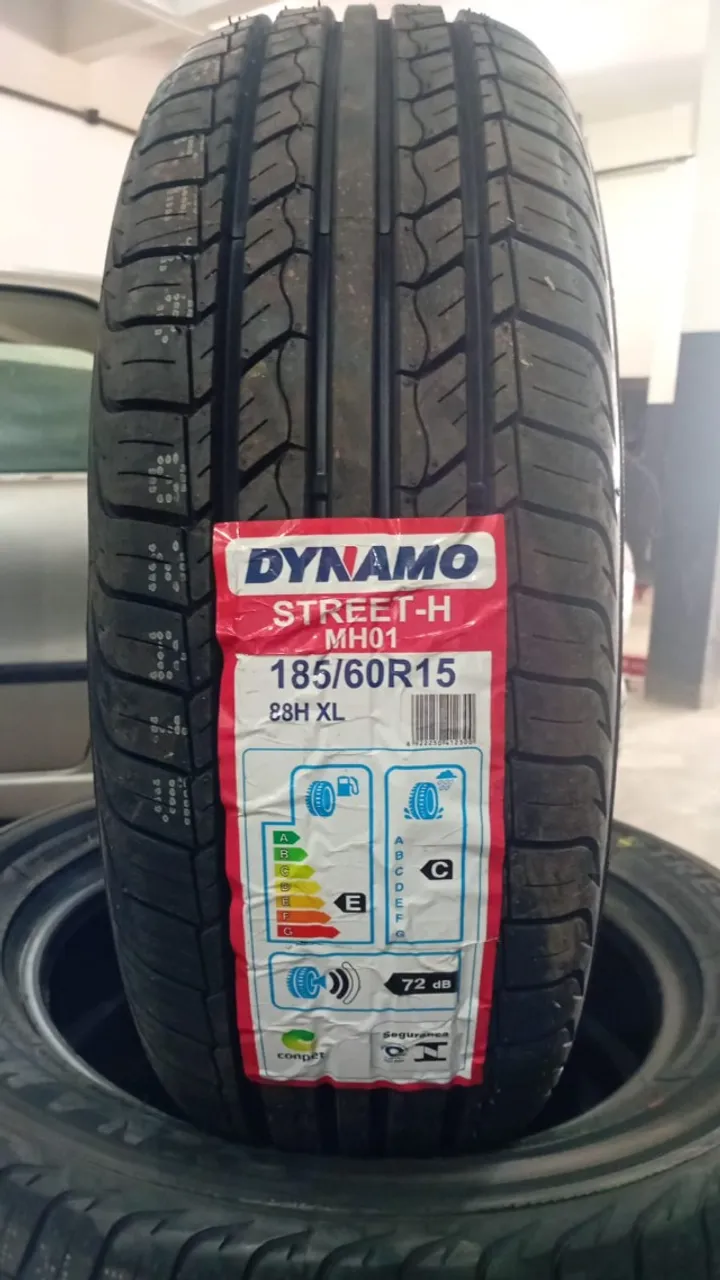 DYNAMO
STREET-H
MH01
185/60R15
88H XL
A
B
C
D
E
F
G
E
A
B
C
D
E
F
G
C
72 dB
conpet
Segurança